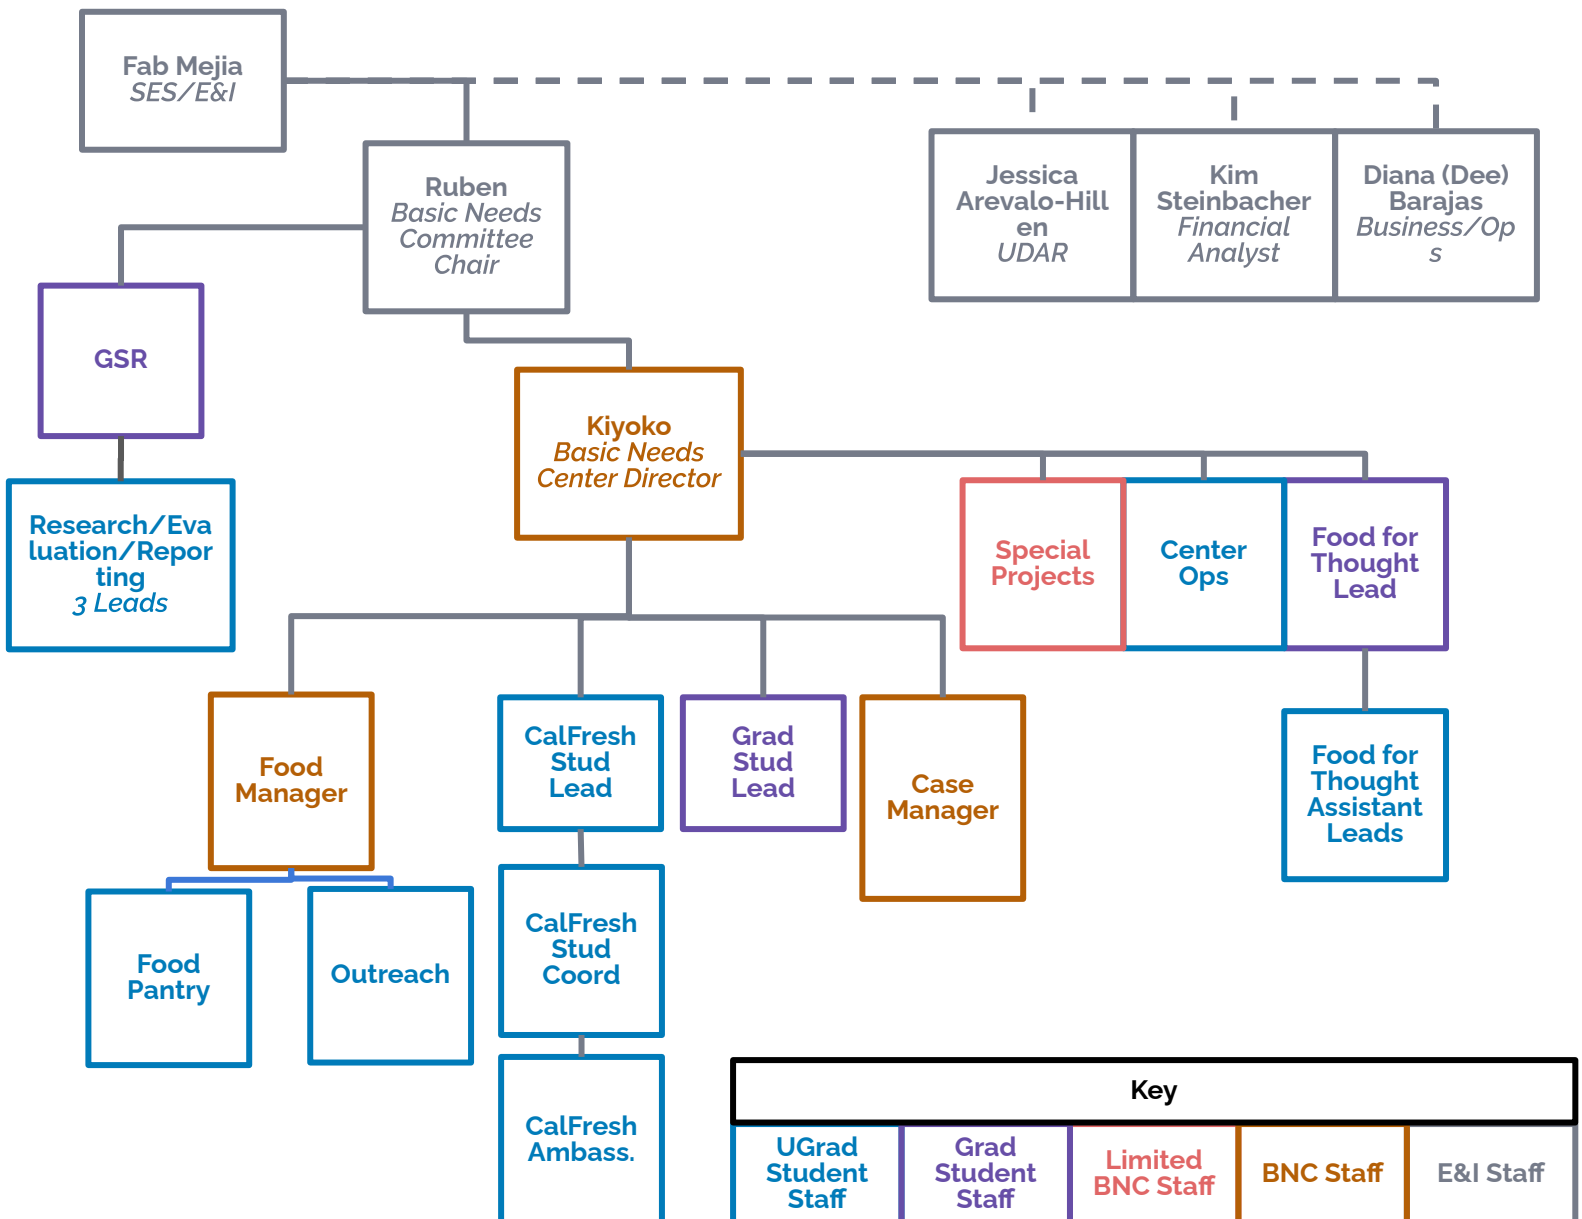 Fab Mejia
SES/E&I
Ruben
Basic Needs
Committee
Chair
Jessica
Arevalo-Hill
en
UDAR
Kim
Steinbacher
Financial
Analyst
Diana (Dee)
Barajas
Business/Op
s
GSR
Research/Eva
luation/Repor
ting
3 Leads
Kiyoko
Basic Needs
Center Director
Special
Projects
Center
Ops
Food for
Thought
Lead
Food
Manager
CalFresh
Stud
Lead
Grad
Stud
Lead
Case
Manager
Food for
Thought
Assistant
Leads
Food
Pantry
Outreach
CalFresh
Stud
Coord
CalFresh
Ambass.
Key
UGrad
Student
Staff
Grad
Student
Staff
Limited
BNC Staff
BNC Staff
E&I Staff